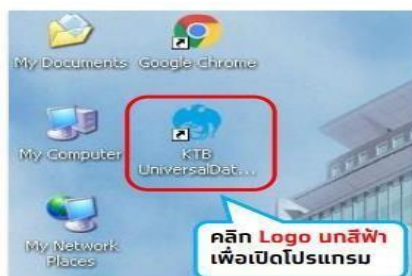 My Documents
Google Chrome
My Computer
KTB
UniversalDat...
My Network
Places
คลิก Logo นกสีฟ้า
เพื่อเปิดโปรแกรม